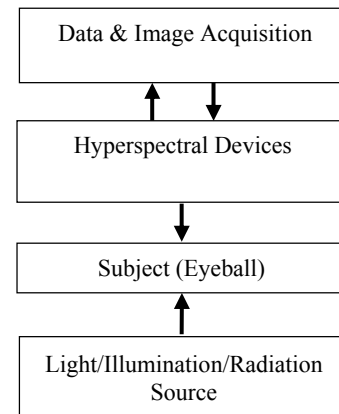 Data & Image Acquisition
Hyperspectral Devices
Subject (Eyeball)
Light/Illumination/Radiation
Source